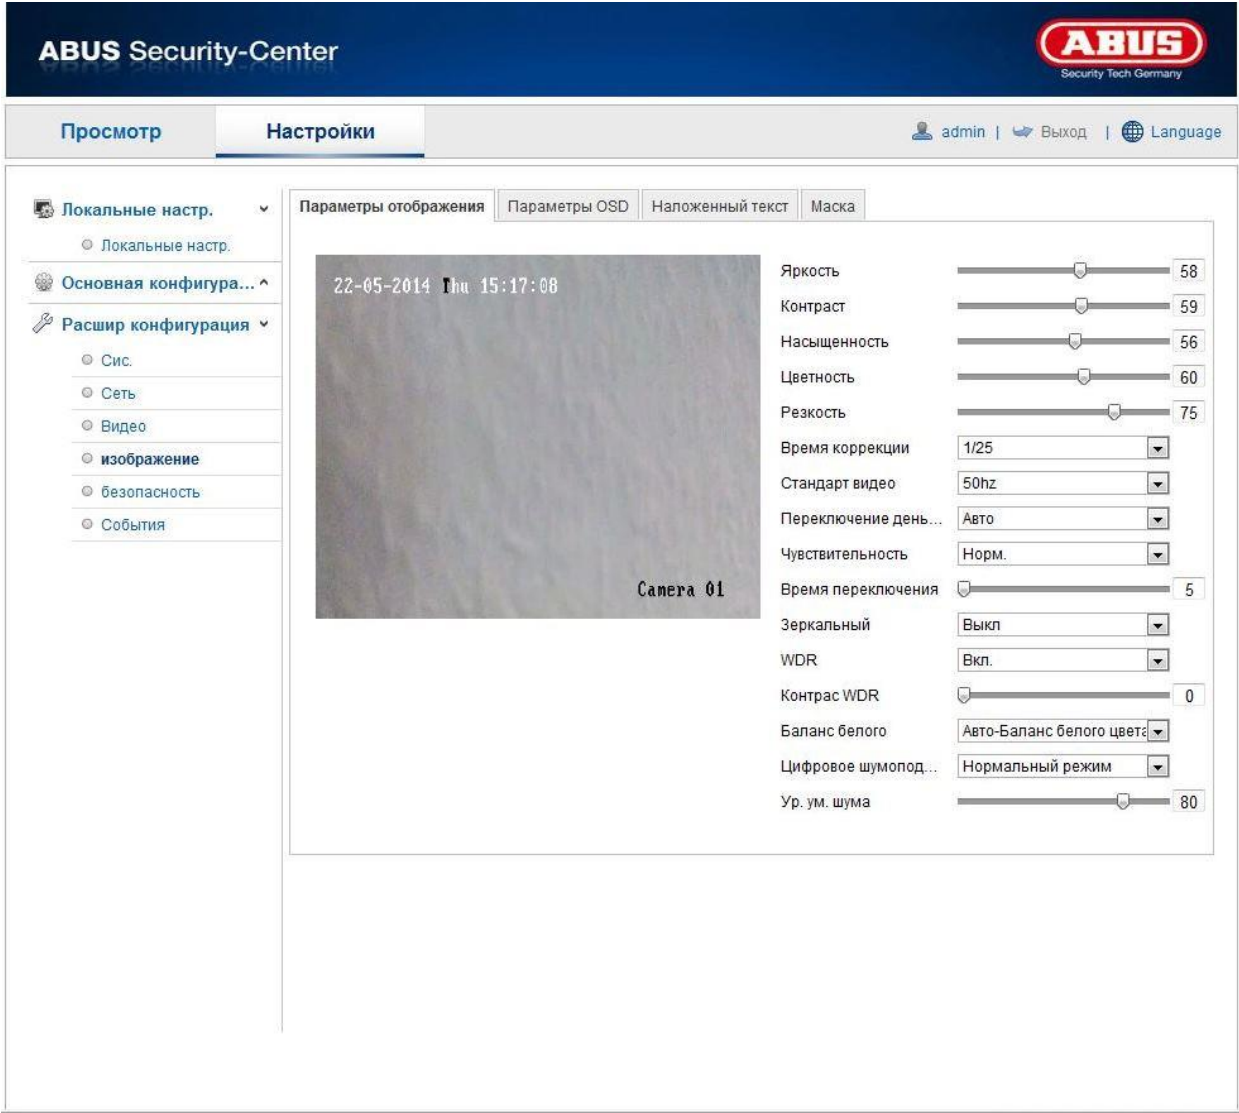 ABUS Security-Center
ABUS
Security Tech Germany
Просмотр
Настройки
admin | Выход | Language
Локальные настр.
Локальные настр.
Основная конфигура...
Расшир конфигурация
Сис.
Сеть
Видео
изображение
безопасность
События
Параметры отображения
Параметры OSD
Наложенный текст
Маска
22-05-2014 Thu 15:17:08
Camera 01
Яркость 58
Контраст 59
Насыщенность 56
Цветность 60
Резкость 75
Время коррекции 1/25
Стандарт видео 50hz
Переключение день... Авто
Чувствительность Норм.
Время переключения 5
Зеркальный Выкл
WDR Вкл.
Контрас WDR 0
Баланс белого Авто-Баланс белого цвета
Цифровое шумопод... Нормальный режим
Ур. ум. шума 80